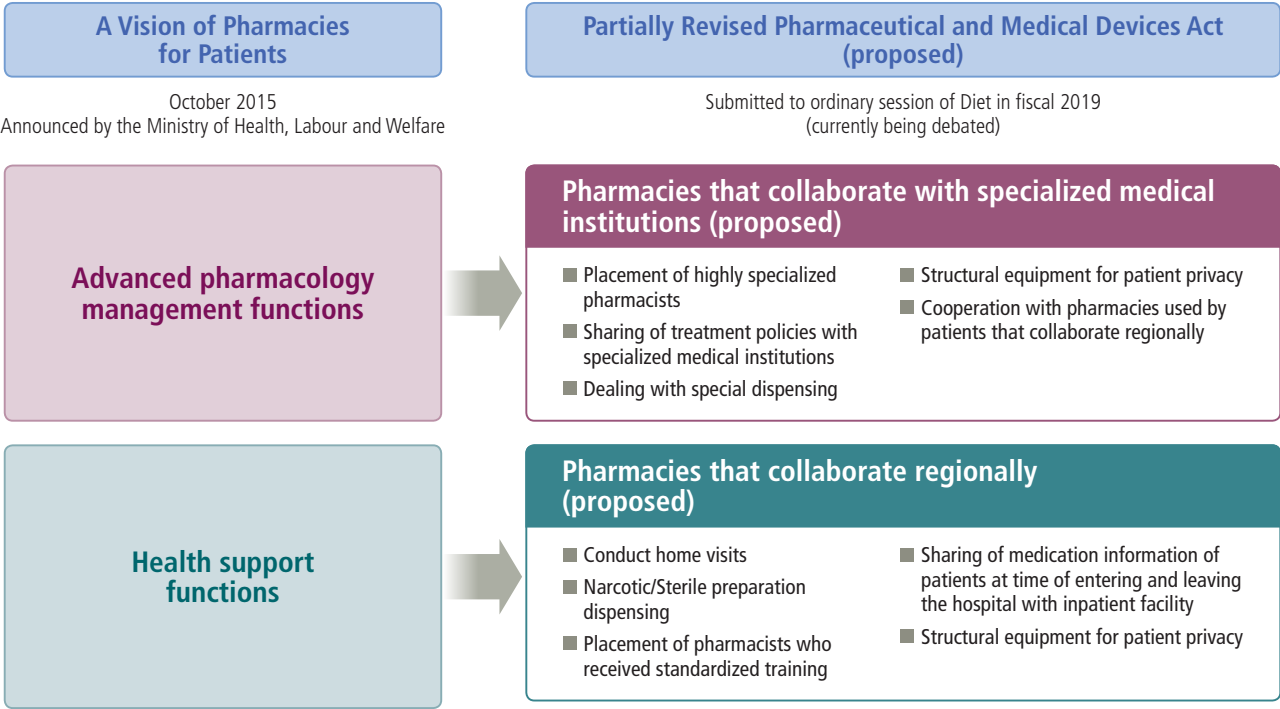 A Vision of Pharmacies
for Patients
October 2015
Announced by the Ministry of Health, Labour and Welfare
Partially Revised Pharmaceutical and Medical Devices Act
(proposed)
Submitted to ordinary session of Diet in fiscal 2019
(currently being debated)
Advanced pharmacology
management functions
Pharmacies that collaborate with specialized medical
institutions (proposed)
Placement of highly specialized
pharmacists
Sharing of treatment policies with
specialized medical institutions
Dealing with special dispensing
Structural equipment for patient privacy
Cooperation with pharmacies used by
patients that collaborate regionally
Health support
functions
Pharmacies that collaborate regionally
(proposed)
Conduct home visits
Narcotic/Sterile preparation
dispensing
Placement of pharmacists who
received standardized training
Sharing of medication information of
patients at time of entering and leaving
the hospital with inpatient facility
Structural equipment for patient privacy